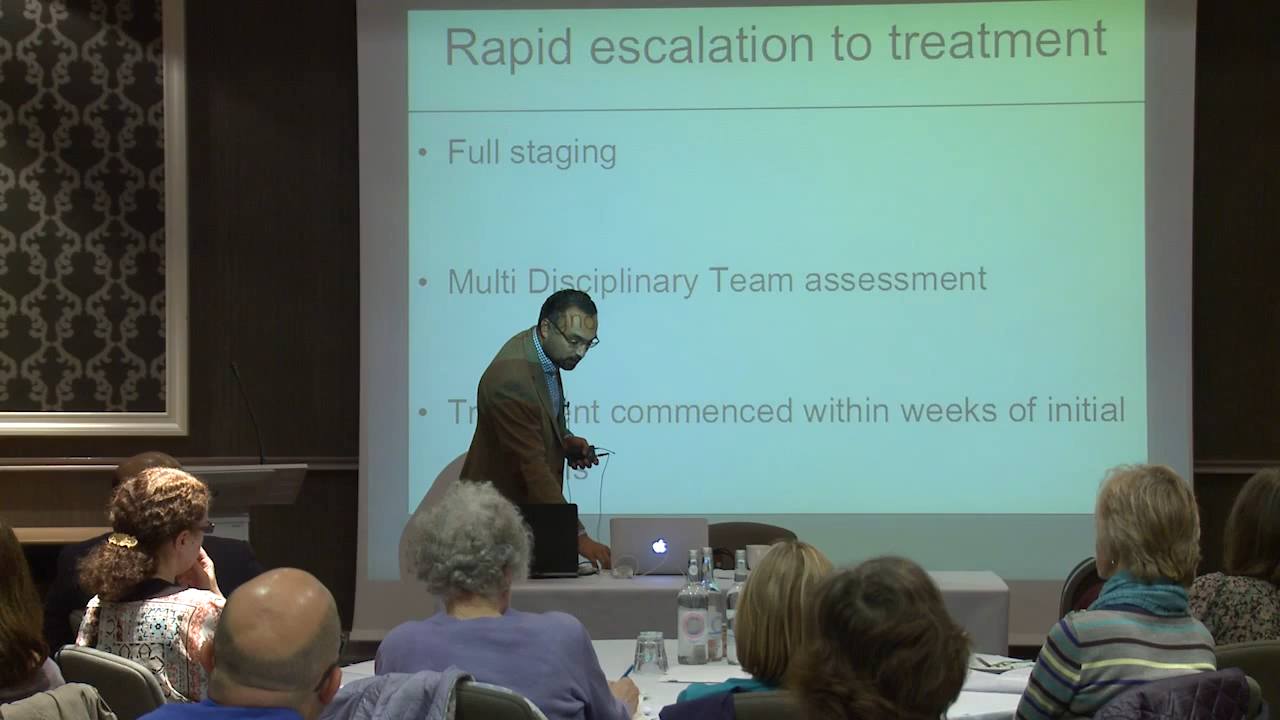 Rapid escalation to treatment
• Full staging
• Multi Disciplinary Team assessment
• commenced within weeks of initial